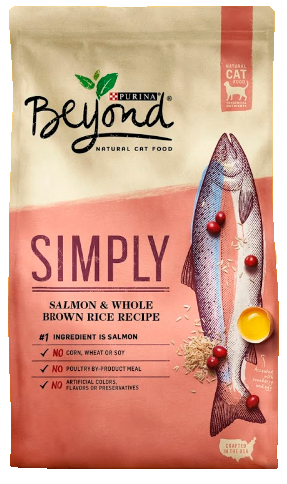 NATURAL
CAT
FOOD
PURINA®
Beyond®
NATURAL CAT FOOD
SIMPLY
SALMON & WHOLE
BROWN RICE RECIPE
#1 INGREDIENT IS SALMON
✓ NO CORN, WHEAT OR SOY
✓ NO POULTRY BY-PRODUCT MEAL
✓ NO ARTIFICIAL COLORS,
FLAVORS OR PRESERVATIVES
CRAFTED
IN THE USA